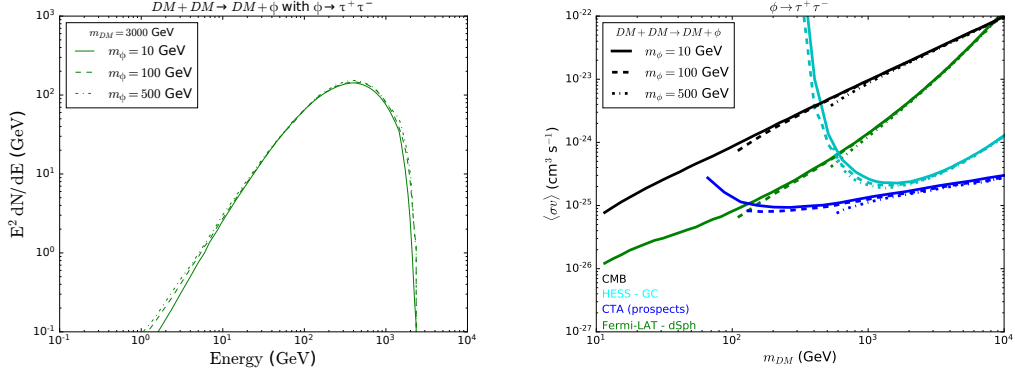 DM + DM → DM + ϕ with ϕ → τ⁺τ⁻
m_DM = 3000 GeV
m_ϕ = 10 GeV
m_ϕ = 100 GeV
m_ϕ = 500 GeV
E² dN/dE (GeV)
10³
10²
10¹
10⁰
10⁻¹
10⁻¹ 10⁰ 10¹ 10² 10³ 10⁴
Energy (GeV)
ϕ → τ⁺ τ⁻
DM + DM → DM + ϕ
m_ϕ = 10 GeV
m_ϕ = 100 GeV
m_ϕ = 500 GeV
⟨σv⟩ (cm³ s⁻¹)
10⁻²²
10⁻²³
10⁻²⁴
10⁻²⁵
10⁻²⁶
10⁻²⁷
CMB
HESS - GC
CTA (prospects)
Fermi-LAT - dSph
10¹ 10² 10³ 10⁴
m_DM (GeV)